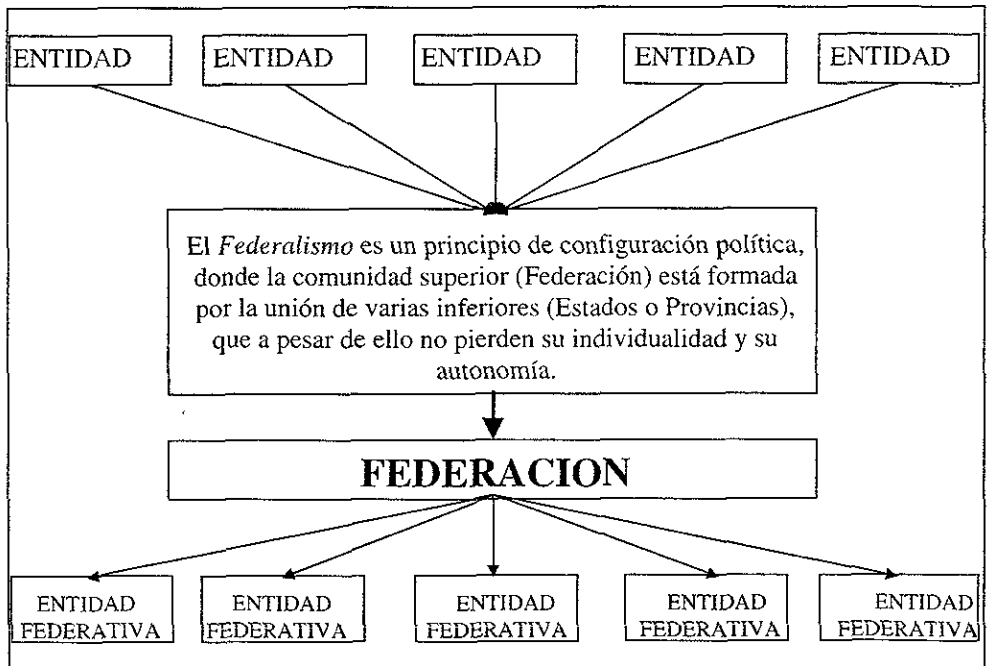 ENTIDAD
ENTIDAD
ENTIDAD
ENTIDAD
ENTIDAD
El Federalismo es un principio de configuración política,
donde la comunidad superior (Federación) está formada
por la unión de varias inferiores (Estados o Provincias),
que a pesar de ello no pierden su individualidad y su
autonomía.
FEDERACION
ENTIDAD
FEDERATIVA
ENTIDAD
FEDERATIVA
ENTIDAD
FEDERATIVA
ENTIDAD
FEDERATIVA
ENTIDAD
FEDERATIVA